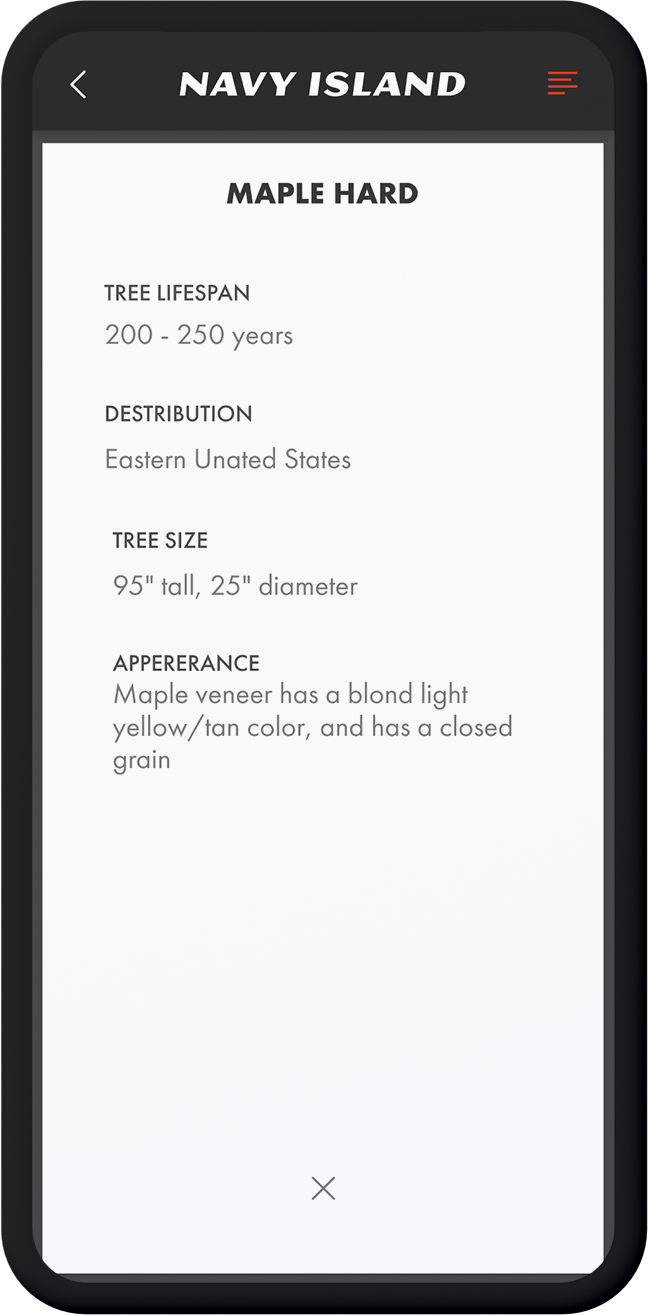 NAVY ISLAND
MAPLE HARD
TREE LIFESPAN
200 - 250 years
DESTRIBUTION
Eastern Unated States
TREE SIZE
95" tall, 25" diameter
APPERERANCE
Maple veneer has a blond light
yellow/tan color, and has a closed
grain